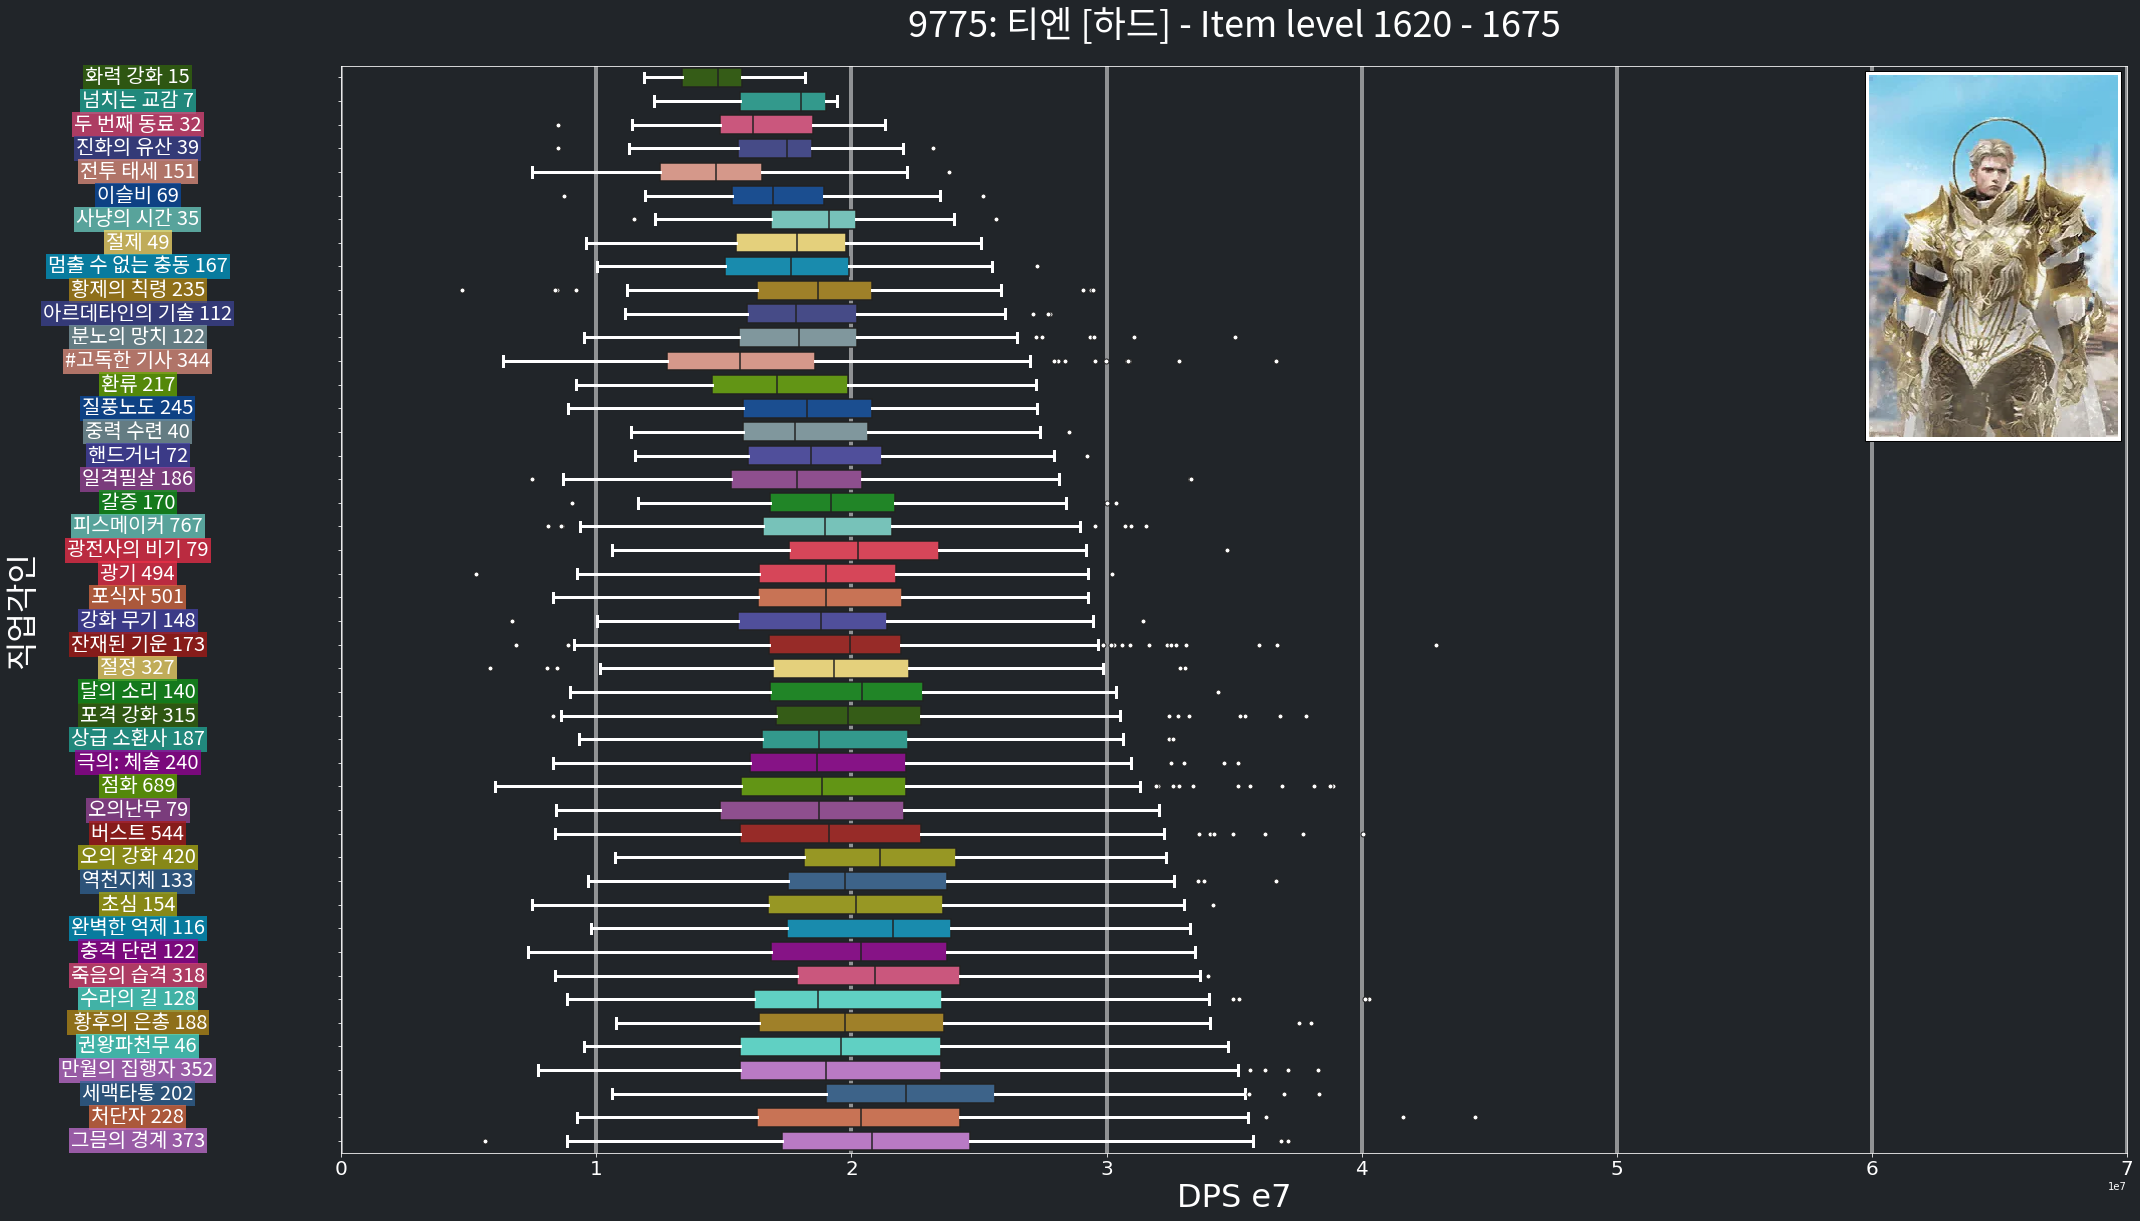 9775: 티엔 [하드] - Item level 1620 - 1675
직업각인
화력 강화 15
넘치는 교감 7
두 번째 동료 32
진화의 유산 39
전투 태세 151
이슬비 69
사냥의 시간 35
절제 49
멈출 수 없는 충동 167
황제의 칙령 235
아르데타인의 기술 112
분노의 망치 122
#고독한 기사 344
환류 217
질풍노도 245
중력 수련 40
핸드거너 72
일격필살 186
갈증 170
피스메이커 767
광전사의 비기 79
광기 494
포식자 501
강화 무기 148
잔재된 기운 173
절정 327
달의 소리 140
포격 강화 315
상급 소환사 187
극의: 체술 240
점화 689
오의난무 79
버스트 544
오의 강화 420
역천지체 133
초심 154
완벽한 억제 116
충격 단련 122
죽음의 습격 318
수라의 길 128
황후의 은총 188
권왕파천무 46
만월의 집행자 352
세맥타통 202
처단자 228
그믐의 경계 373
0 1 2 3 4 5 6 7
1e7
DPS e7